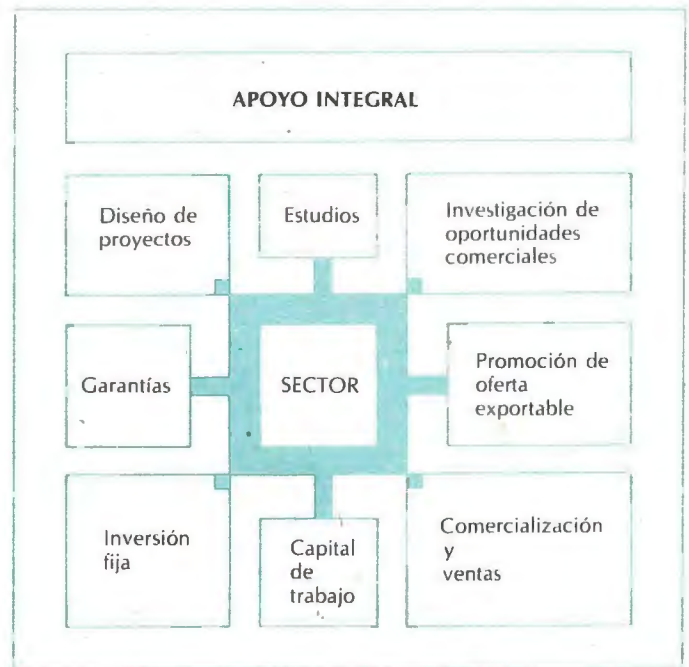 APOYO INTEGRAL
Diseño de
proyectos
Estudios
Investigación de
oportunidades
comerciales
Garantías
SECTOR
Promoción de
oferta
exportable
Inversión
fija
Capital
de
trabajo
Comercialización
y
ventas